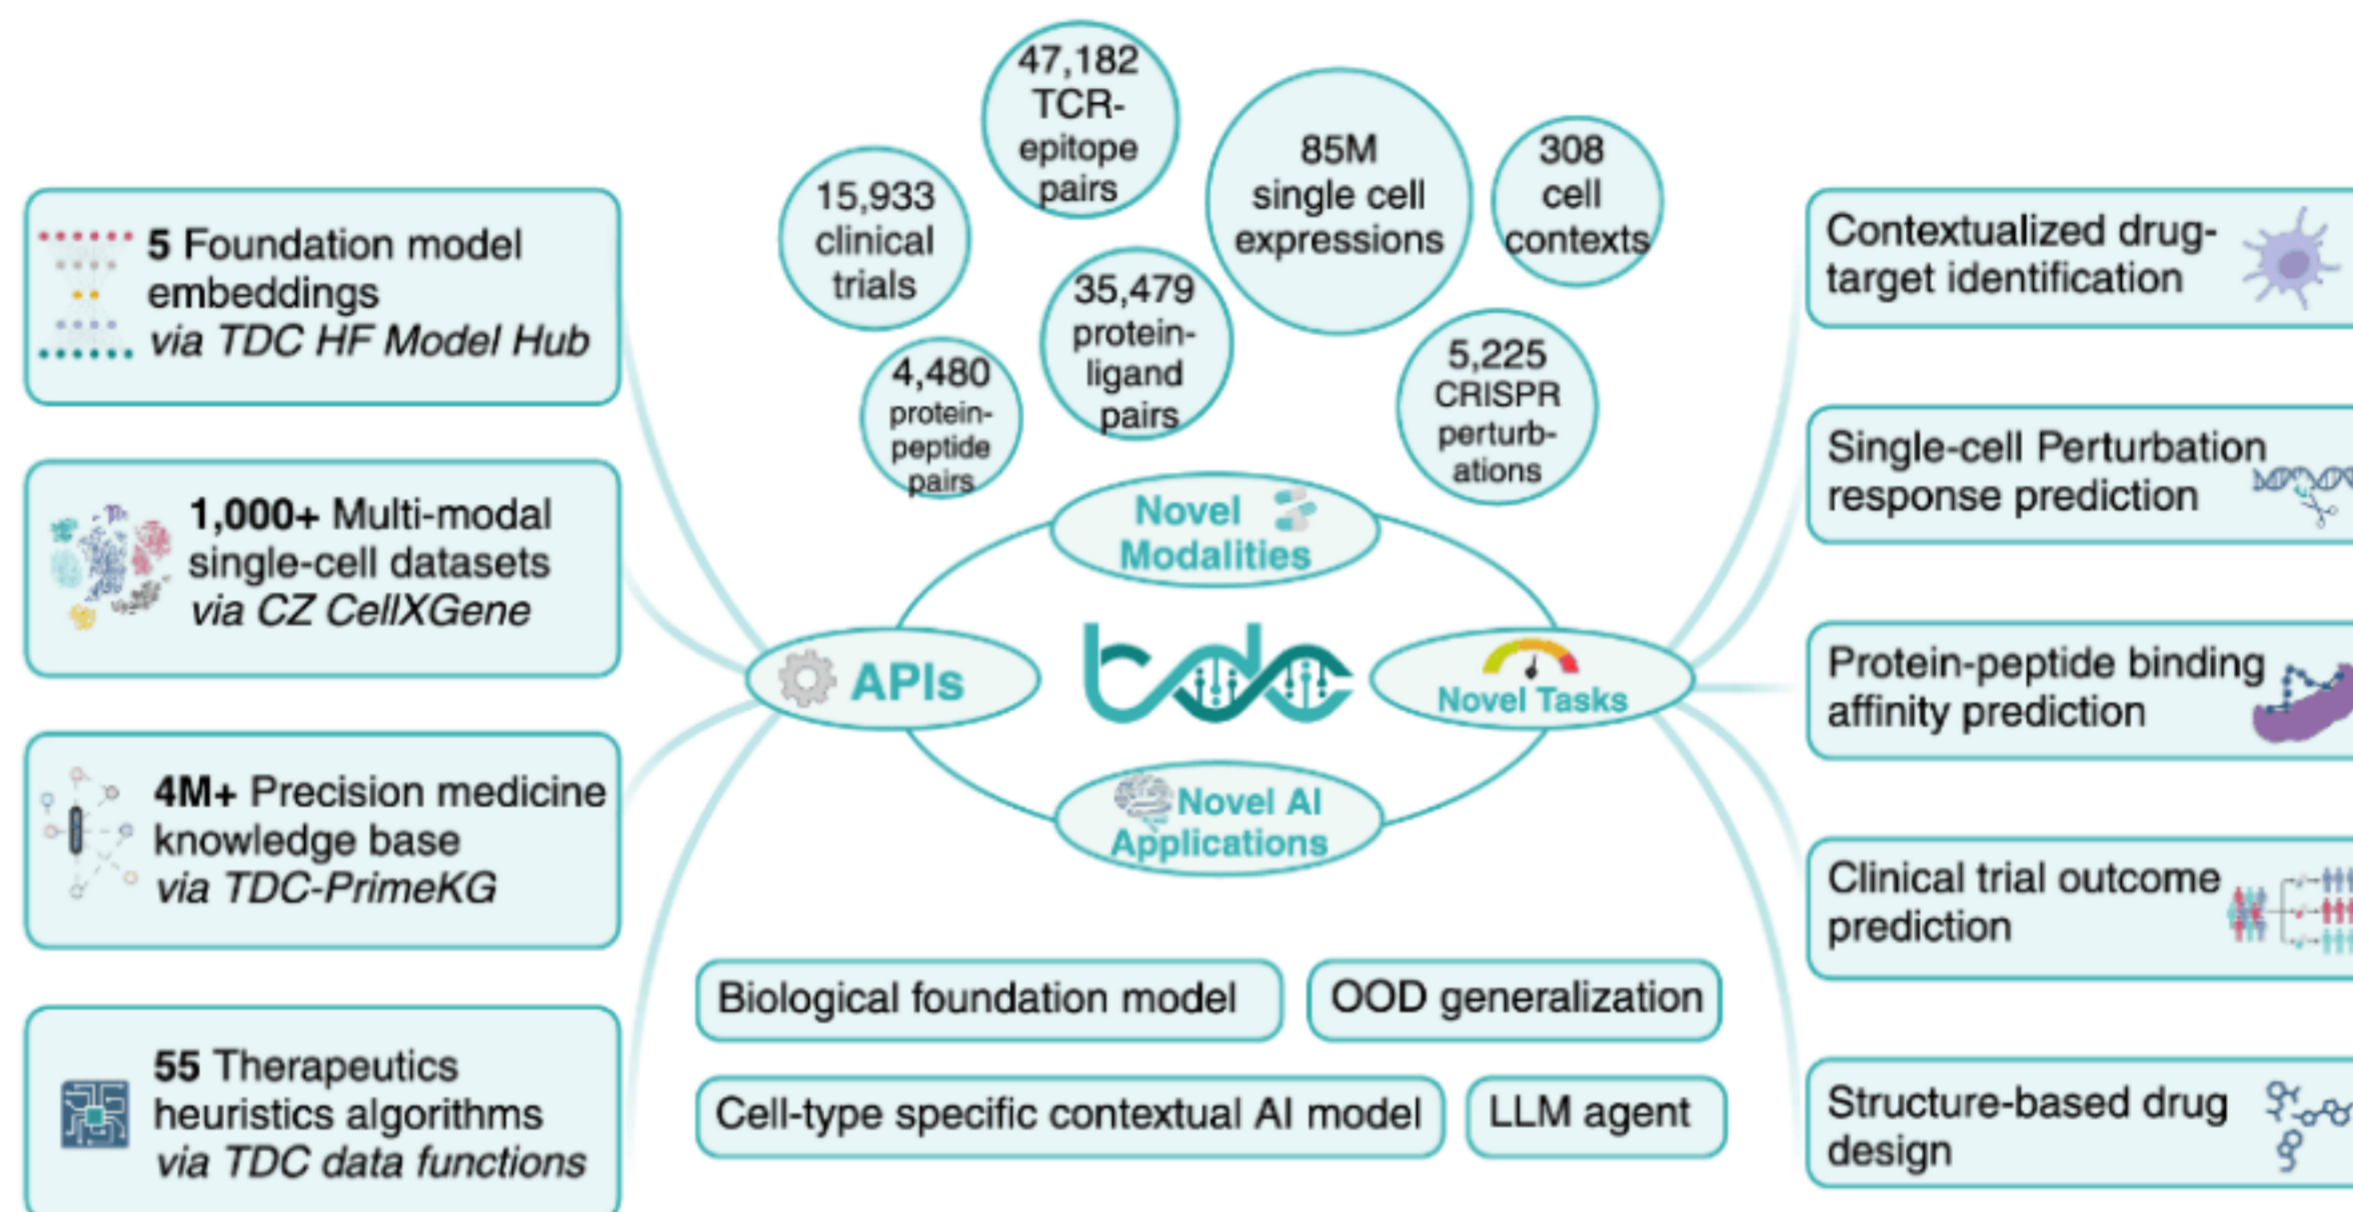 5 Foundation model
embeddings
via TDC HF Model Hub
1,000+ Multi-modal
single-cell datasets
via CZ CellXGene
4M+ Precision medicine
knowledge base
via TDC-PrimeKG
55 Therapeutics
heuristics algorithms
via TDC data functions
47,182
TCR-
epitope
pairs
15,933
clinical
trials
85M
single cell
expressions
308
cell
contexts
4,480
protein-
peptide
pairs
35,479
protein-
ligand
pairs
5,225
CRISPR
perturb-
ations
Novel
Modalities
APIs
tdc
Novel Tasks
Novel AI
Applications
Biological foundation model
OOD generalization
Cell-type specific contextual AI model
LLM agent
Contextualized drug-
target identification
Single-cell Perturbation
response prediction
Protein-peptide binding
affinity prediction
Clinical trial outcome
prediction
Structure-based drug
design